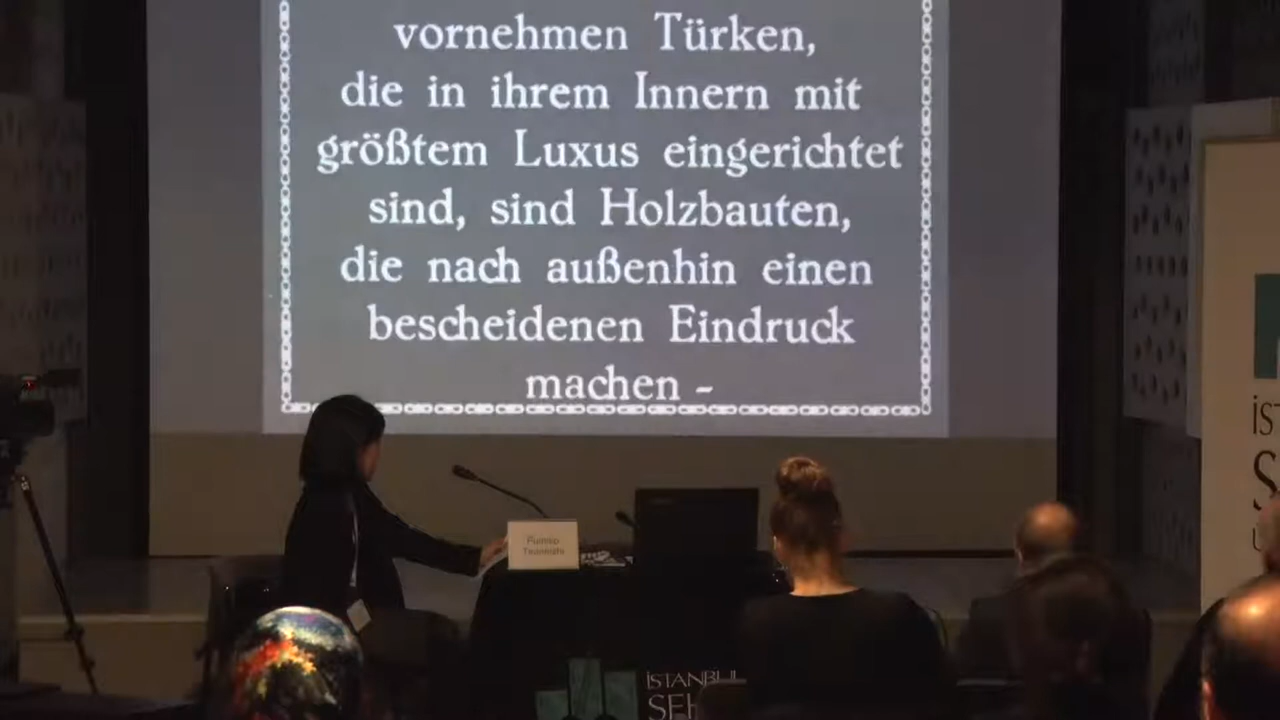 vornehmen Türken,
die in ihrem Innern mit
größtem Luxus eingerichtet
sind, sind Holzbauten,
die nach außenhin einen
bescheidenen Eindruck
machen -
İSTANBUL